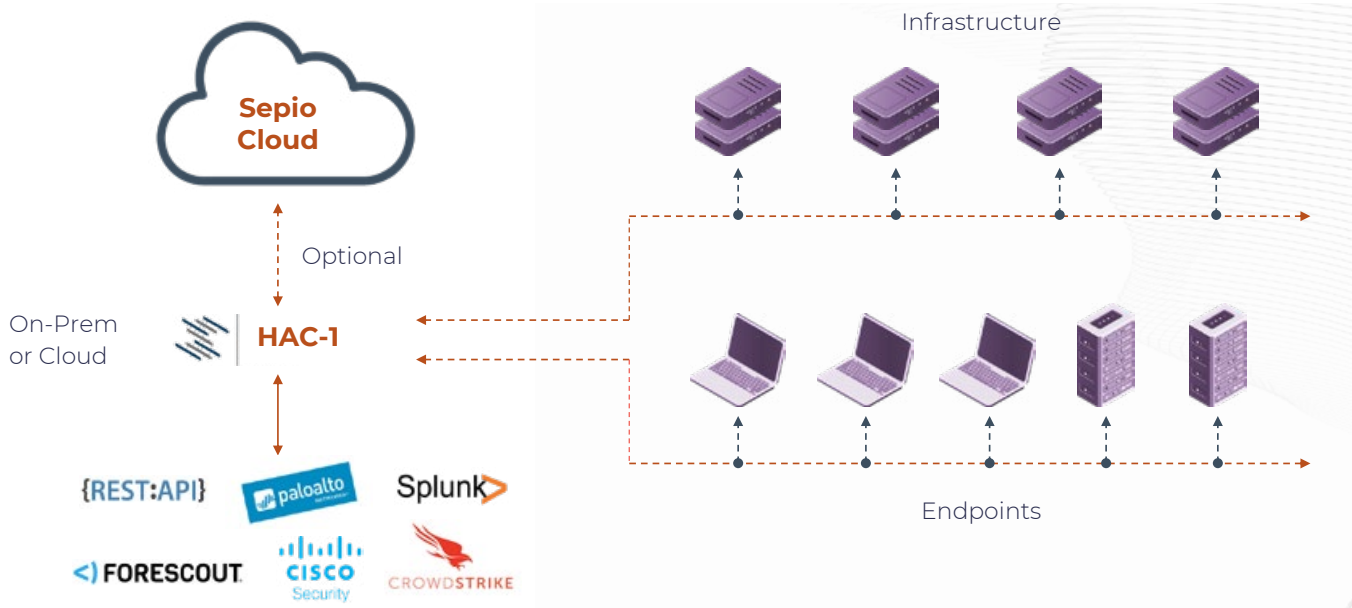 Infrastructure
Sepio
Cloud
Optional
On-Prem
or Cloud
HAC-1
{REST:API}
paloalto
Splunk>
Endpoints
<) FORESCOUT.
CISCO
Security
CROWDSTRIKE